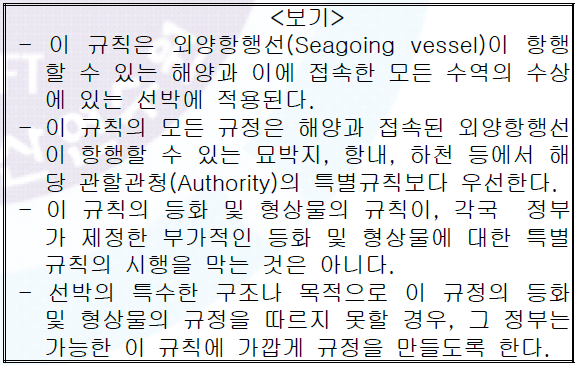 <보기>
- 이 규칙은 외양항행선(Seagoing vessel)이 항행
할 수 있는 해양과 이에 접속한 모든 수역의 수상
에 있는 선박에 적용된다.
- 이 규칙의 모든 규정은 해양과 접속된 외양항행선
이 항행할 수 있는 묘박지, 항내, 하천 등에서 해
당 관할관청(Authority)의 특별규칙보다 우선한다.
- 이 규칙의 등화 및 형상물의 규칙이, 각국 정부
가 제정한 부가적인 등화 및 형상물에 대한 특별
규칙의 시행을 막는 것은 아니다.
- 선박의 특수한 구조나 목적으로 이 규정의 등화
및 형상물의 규정을 따르지 못할 경우, 그 정부는
가능한 이 규칙에 가깝게 규정을 만들도록 한다.